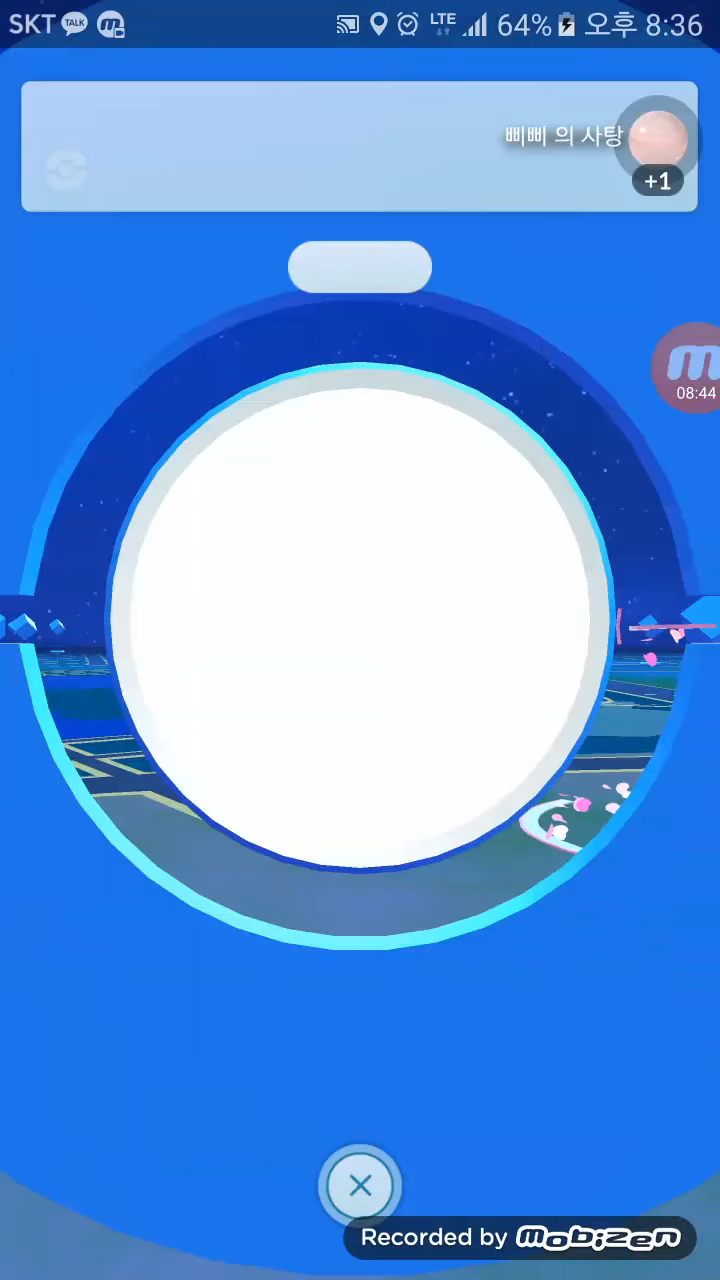 SKT TALK m LTE 64% 오후 8:36
삐삐 의 사탕
+1
m
08:44
Recorded by mobizen